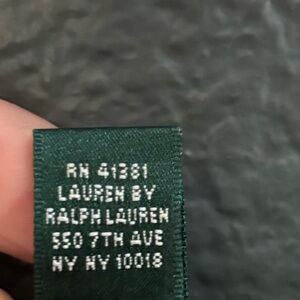 RN 41381
LAUREN BY
RALPH LAUREN
550 7TH AVE
NY NY 10018